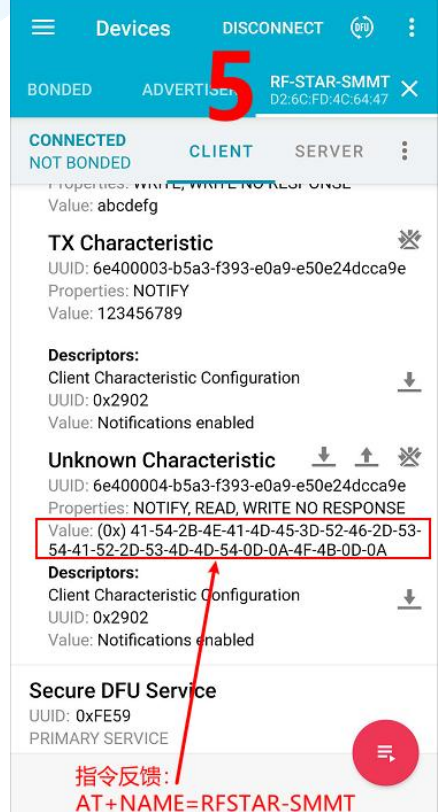 Devices
DISCONNECT
DFU
5
BONDED
ADVERTISER
RF-STAR-SMMT
D2:6C:FD:4C:64:47
CONNECTED
NOT BONDED
CLIENT
SERVER
Properties: WRITE, WRITE NO RESPONSE
Value: abcdefg
TX Characteristic
UUID: 6e400003-b5a3-f393-e0a9-e50e24dcca9e
Properties: NOTIFY
Value: 123456789
Descriptors:
Client Characteristic Configuration
UUID: 0x2902
Value: Notifications enabled
Unknown Characteristic
UUID: 6e400004-b5a3-f393-e0a9-e50e24dcca9e
Properties: NOTIFY, READ, WRITE NO RESPONSE
Value: (0x) 41-54-2B-4E-41-4D-45-3D-52-46-2D-53-
54-41-52-2D-53-4D-4D-54-0D-0A-4F-4B-0D-0A
Descriptors:
Client Characteristic Configuration
UUID: 0x2902
Value: Notifications enabled
Secure DFU Service
UUID: 0xFE59
PRIMARY SERVICE
指令反馈:
AT+NAME=RFSTAR-SMMT